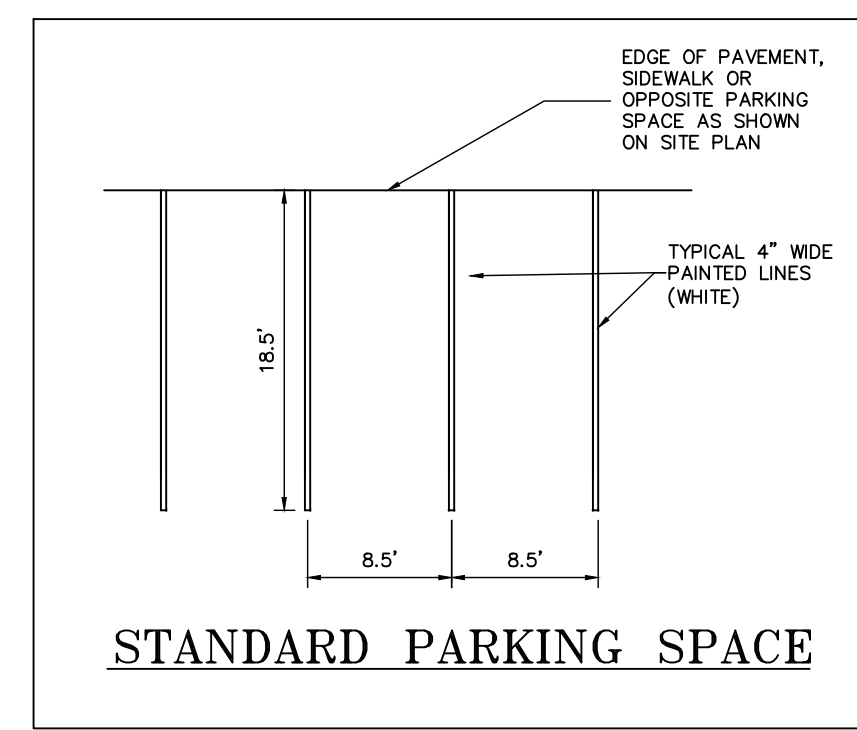 EDGE OF PAVEMENT,
SIDEWALK OR
OPPOSITE PARKING
SPACE AS SHOWN
ON SITE PLAN
TYPICAL 4" WIDE
PAINTED LINES
(WHITE)
18.5'
8.5'
8.5'
STANDARD PARKING SPACE